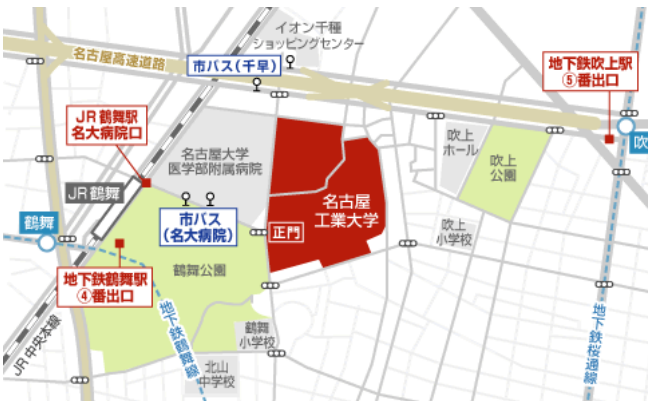 イオン千種
ショッピングセンター
名古屋高速道路
市バス(千早)
地下鉄吹上駅
⑤番出口
JR鶴舞駅
名大病院口
名古屋大学
医学部附属病院
吹上
ホール
吹上
公園
吹
JR鶴舞
名古屋
工業大学
市バス
(名大病院)
正門
吹上
小学校
鶴舞
地下鉄鶴舞駅
④番出口
鶴舞公園
地下鉄鶴舞線
地下鉄桜通線
JR中央本線
鶴舞
小学校
北山
中学校